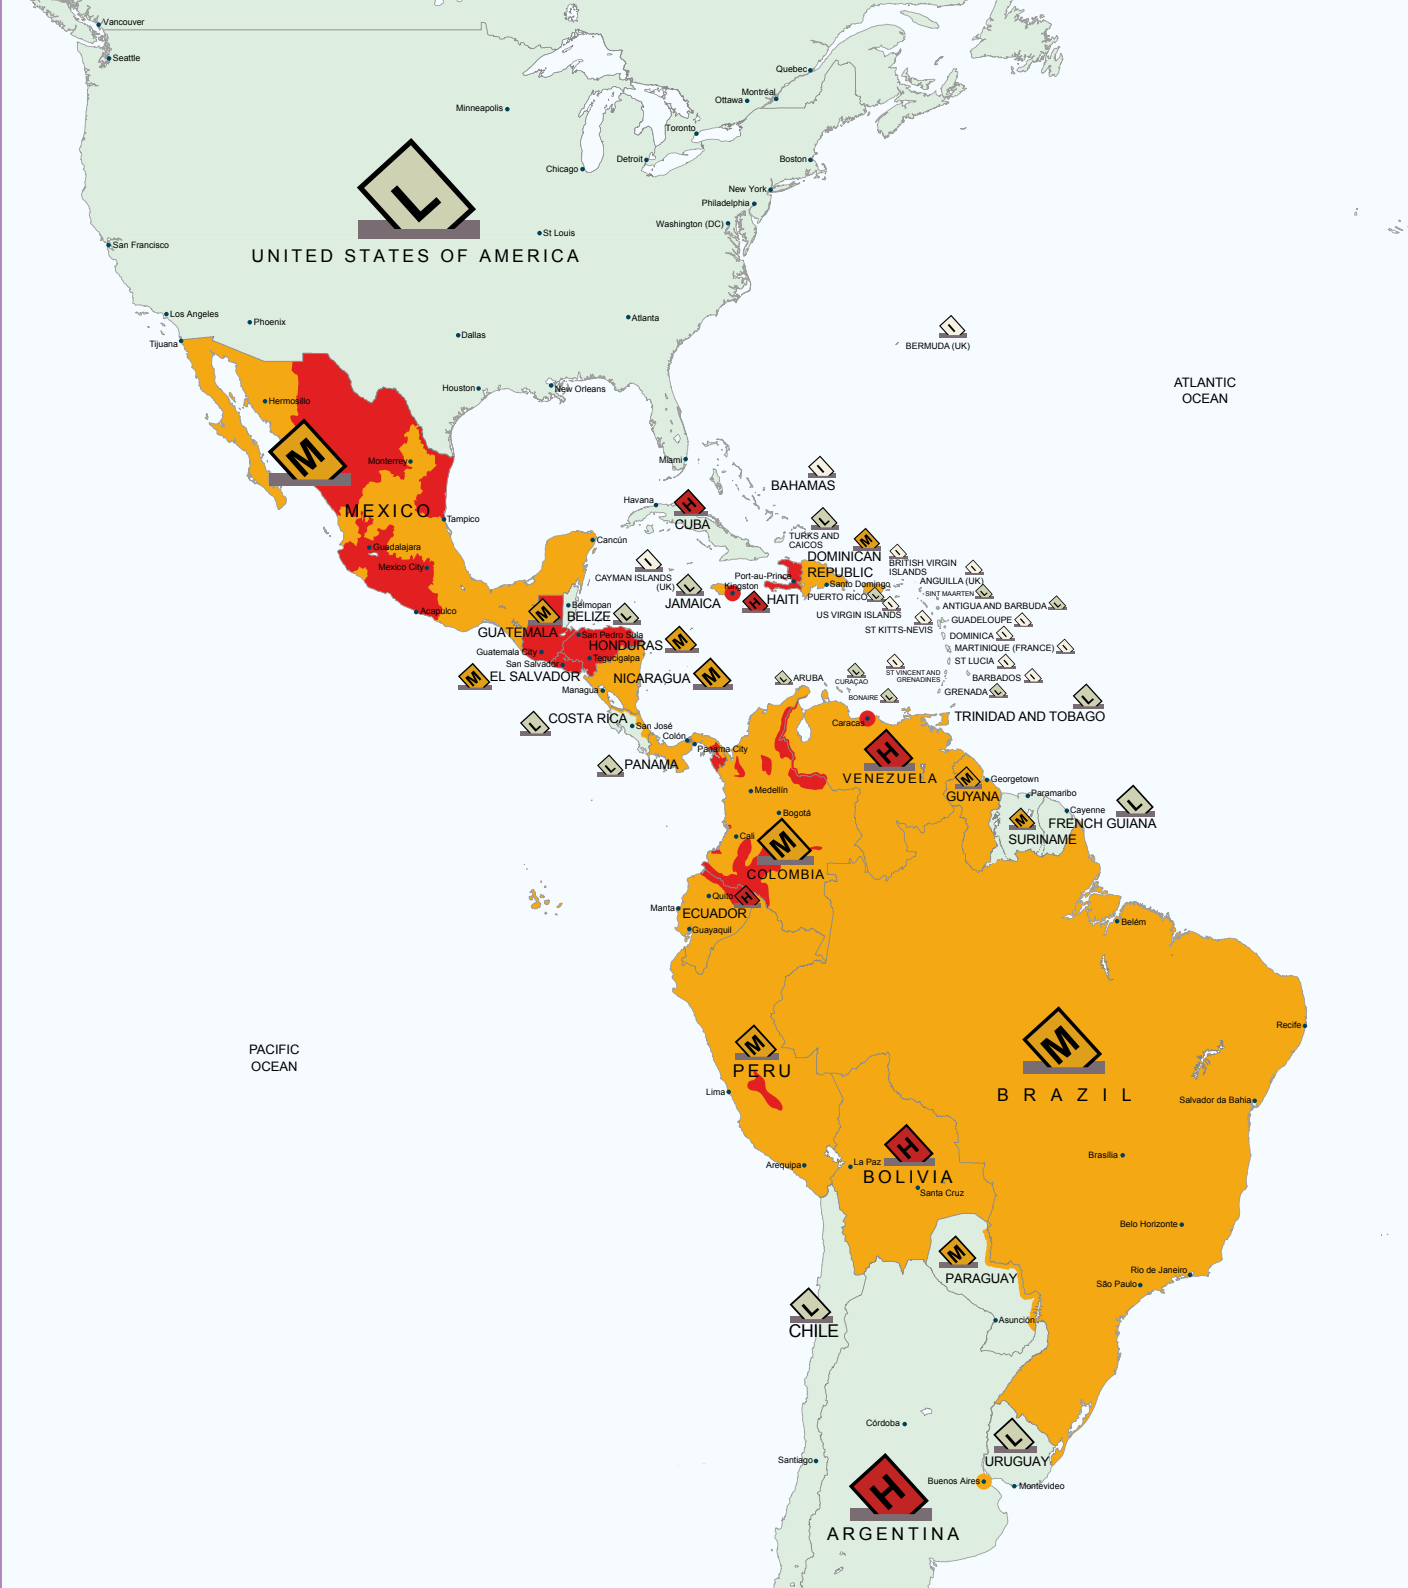 Vancouver
Seattle
Quebec
Montréal
Ottawa
Minneapolis
Toronto
Detroit
Boston
Chicago
New York
Philadelphia
L
Washington (DC)
St Louis
San Francisco
UNITED STATES OF AMERICA
Los Angeles
Phoenix
Atlanta
I
Dallas
Tijuana
BERMUDA (UK)
ATLANTIC
OCEAN
Houston
New Orleans
Hermosillo
M
Monterrey
Miami
I
BAHAMAS
Havana
H
CUBA
MEXICO
Tampico
L
TURKS AND
CAICOS
M
DOMINICAN
REPUBLIC
Cancún
Guadalajara
Mexico City
I
CAYMAN ISLANDS
(UK)
I
BRITISH VIRGIN
ISLANDS
I
ANGUILLA (UK)
Port-au-Prince
Kingston
L
JAMAICA
H
HAITI
Santo Domingo
PUERTO RICO
L
SINT MAARTEN
L
I
US VIRGIN ISLANDS
ANTIGUA AND BARBUDA
L
Acapulco
M
Belmopan
BELIZE
L
I
ST KITTS-NEVIS
GUADELOUPE
I
GUATEMALA
San Pedro Sula
HONDURAS
M
DOMINICA
I
MARTINIQUE (FRANCE)
I
Guatemala City
Tegucigalpa
San Salvador
ST LUCIA
I
M
EL SALVADOR
NICARAGUA
M
L
ARUBA
L
CURAÇAO
I
ST VINCENT AND
GRENADINES
BARBADOS
I
Managua
BONAIRE
L
GRENADA
L
L
L
COSTA RICA
San José
Caracas
TRINIDAD AND TOBAGO
Colón
Panama City
L
PANAMA
H
VENEZUELA
M
GUYANA
Georgetown
Medellín
Paramaribo
L
Cayenne
Bogotá
M
FRENCH GUIANA
SURINAME
Cali
M
COLOMBIA
Quito
H
Manta
ECUADOR
Guayaquil
Belém
Recife
PACIFIC
OCEAN
M
PERU
M
BRAZIL
Lima
Salvador da Bahia
H
Brasília
Arequipa
La Paz
BOLIVIA
Santa Cruz
Belo Horizonte
M
PARAGUAY
Rio de Janeiro
São Paulo
L
CHILE
Asunción
Córdoba
L
URUGUAY
Santiago
Buenos Aires
Montevideo
H
ARGENTINA